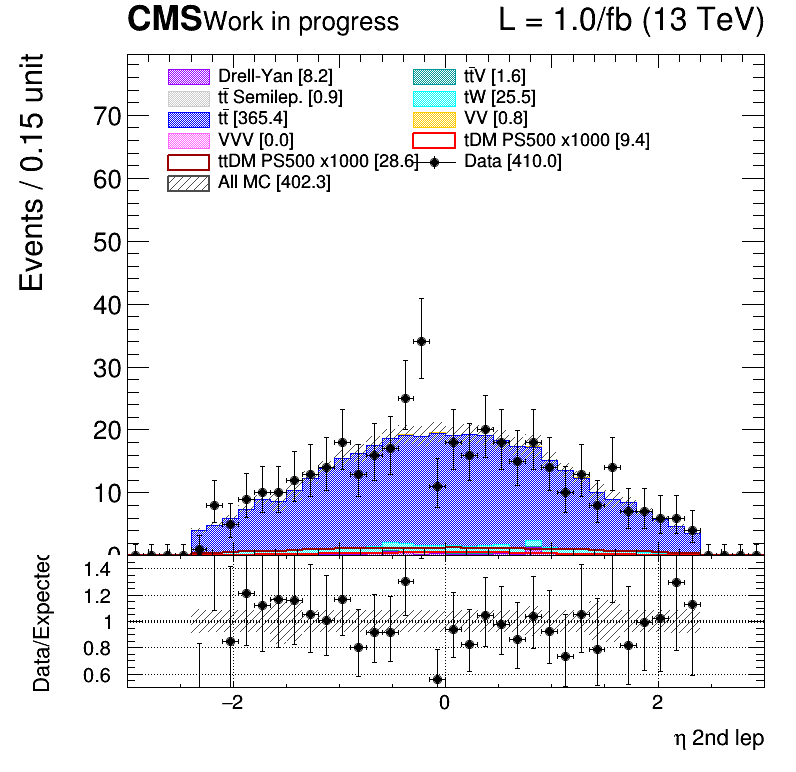 CMS Work in progress L = 1.0/fb (13 TeV)
Drell-Yan [8.2] tt̄V [1.6]
tt̄ Semilep. [0.9] tW [25.5]
tt̄ [365.4] VV [0.8]
VVV [0.0] tDM PS500 x1000 [9.4]
ttDM PS500 x1000 [28.6] Data [410.0]
All MC [402.3]
Events / 0.15 unit
70
60
50
40
30
20
10
0
Data/Expected
1.4
1.2
1
0.8
0.6
−2 0 2
η 2nd lep